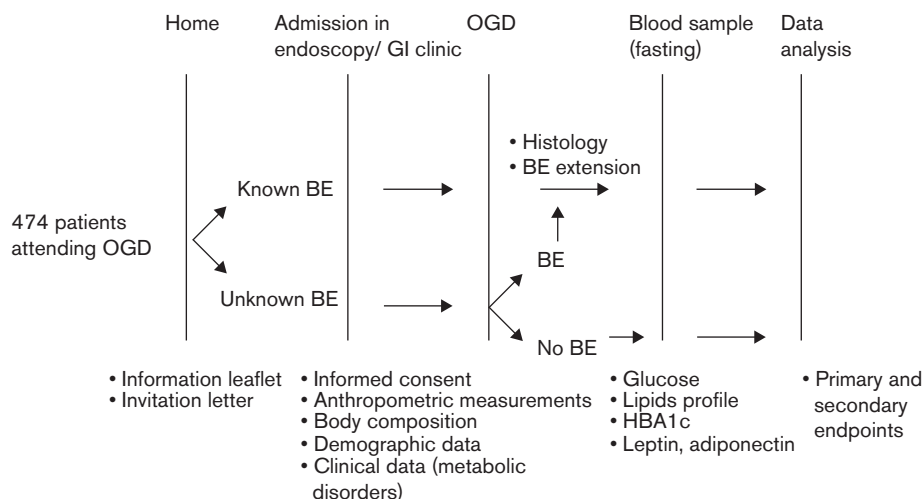 Home
Admission in
endoscopy/ GI clinic
OGD
Blood sample
(fasting)
Data
analysis
• Histology
• BE extension
Known BE
474 patients
attending OGD
BE
Unknown BE
No BE
• Information leaflet
• Invitation letter
• Informed consent
• Anthropometric measurements
• Body composition
• Demographic data
• Clinical data (metabolic
disorders)
• Glucose
• Lipids profile
• HBA1c
• Leptin, adiponectin
• Primary and
secondary
endpoints